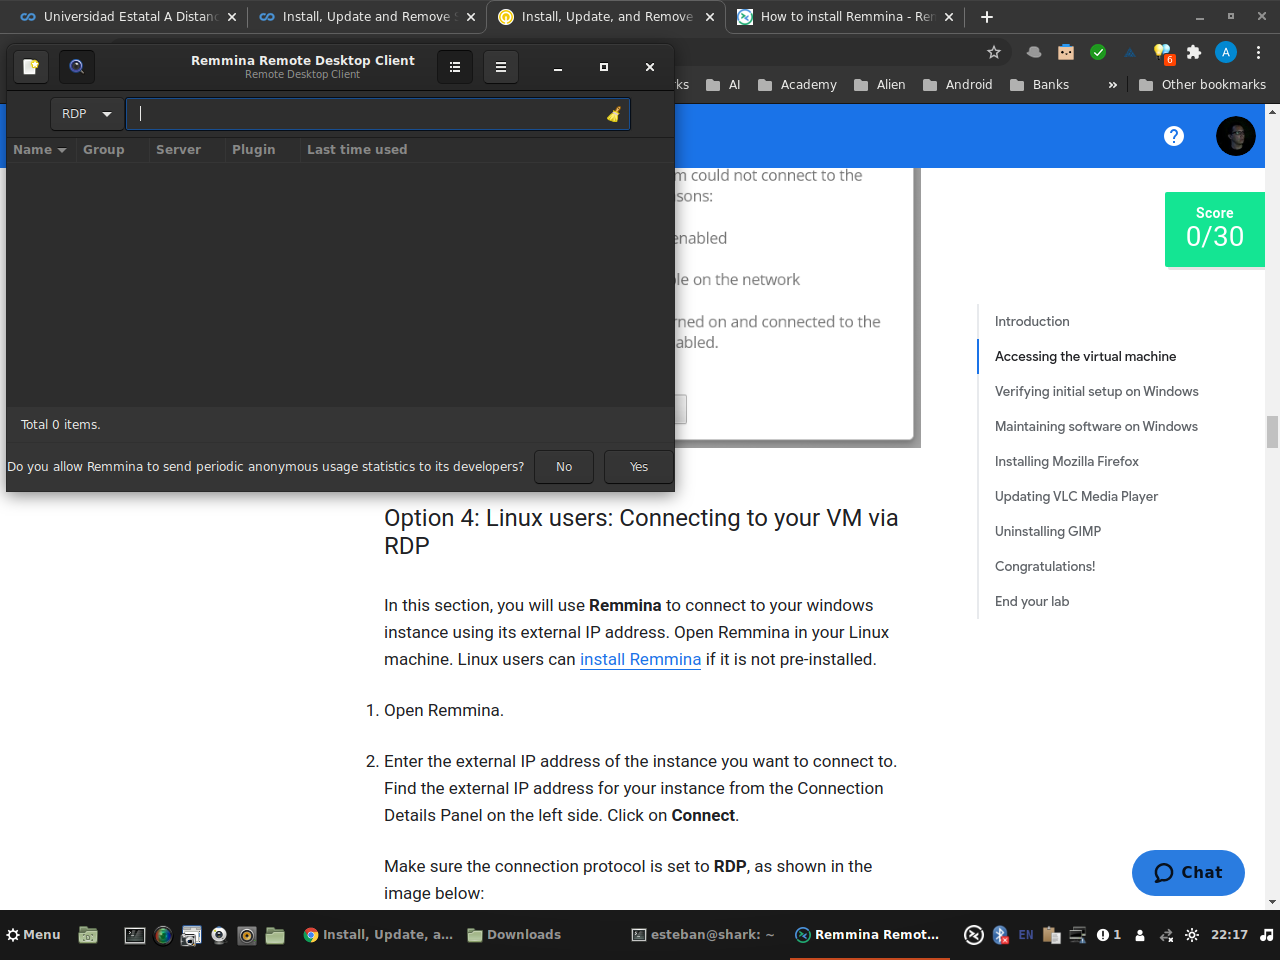 Universidad Estatal A Distan
Install, Update and Remove S
Install, Update, and Remove
How to install Remmina - Rem
Remmina Remote Desktop Client
Remote Desktop Client
6
A
ks
AI
Academy
Alien
Android
Banks
»
Other bookmarks
RDP
Name
Group
Server
Plugin
Last time used
Total 0 items.
Do you allow Remmina to send periodic anonymous usage statistics to its developers?
No
Yes
m could not connect to the
sons:
enabled
le on the network
rned on and connected to the
abled.
Score
0/30
Introduction
Accessing the virtual machine
Verifying initial setup on Windows
Maintaining software on Windows
Installing Mozilla Firefox
Updating VLC Media Player
Uninstalling GIMP
Congratulations!
End your lab
Option 4: Linux users: Connecting to your VM via
RDP
In this section, you will use Remmina to connect to your windows
instance using its external IP address. Open Remmina in your Linux
machine. Linux users can install Remmina if it is not pre-installed.
1. Open Remmina.
2. Enter the external IP address of the instance you want to connect to.
Find the external IP address for your instance from the Connection
Details Panel on the left side. Click on Connect.
Make sure the connection protocol is set to RDP, as shown in the
image below:
Chat
Menu
Install, Update, a...
Downloads
esteban@shark: ~
Remmina Remot...
EN
1
22:17